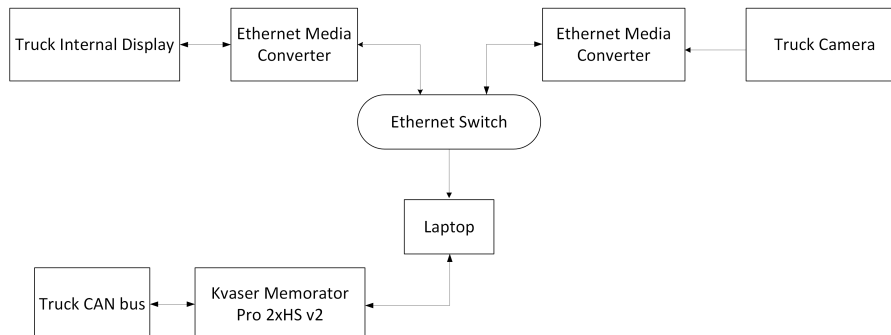 Truck Internal Display
Ethernet Media
Converter
Ethernet Media
Converter
Truck Camera
Ethernet Switch
Laptop
Truck CAN bus
Kvaser Memorator
Pro 2xHS v2